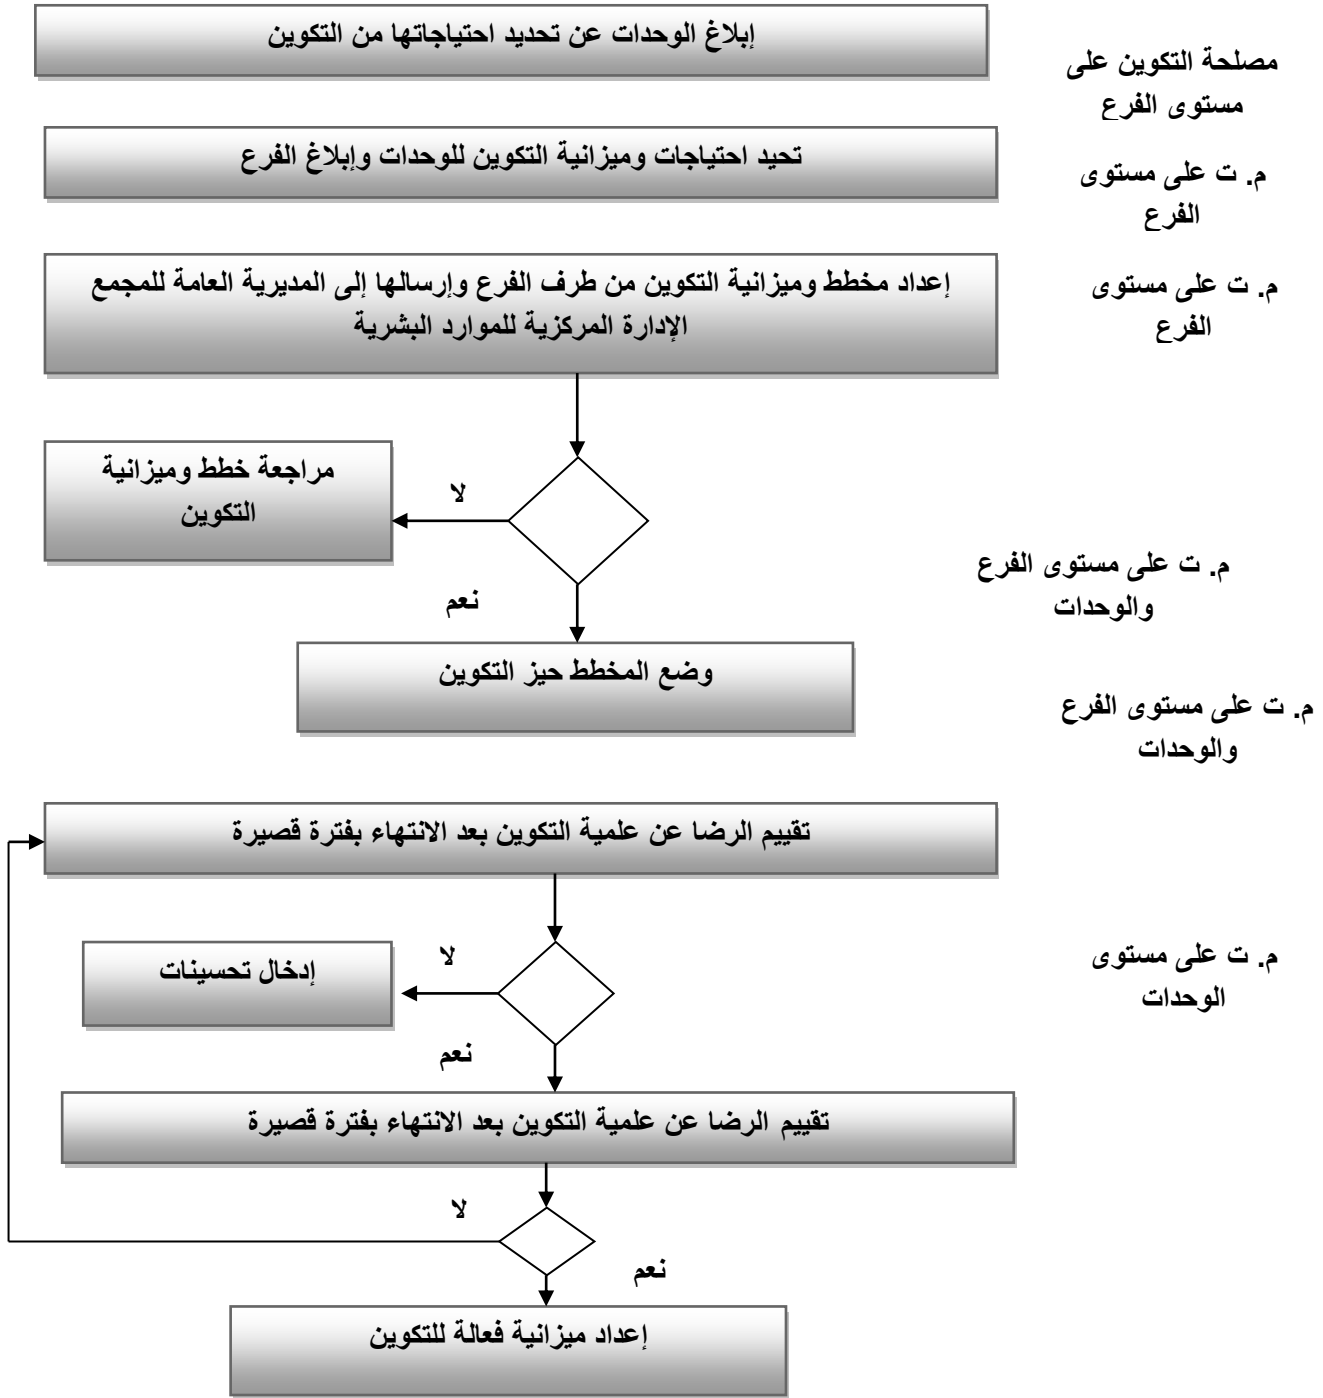 إبلاغ الوحدات عن تحديد احتياجاتها من التكوين
مصلحة التكوين على
مستوى الفرع
تحيد احتياجات وميزانية التكوين للوحدات وإبلاغ الفرع
م. ت على مستوى
الفرع
إعداد مخطط وميزانية التكوين من طرف الفرع وإرسالها إلى المديرية العامة للمجمع
الإدارة المركزية للموارد البشرية
م. ت على مستوى
الفرع
مراجعة خطط وميزانية
التكوين
لا
نعم
م. ت على مستوى الفرع
والوحدات
وضع المخطط حيز التكوين
م. ت على مستوى الفرع
والوحدات
تقييم الرضا عن علمية التكوين بعد الانتهاء بفترة قصيرة
لا
إدخال تحسينات
م. ت على مستوى
الوحدات
نعم
تقييم الرضا عن علمية التكوين بعد الانتهاء بفترة قصيرة
لا
نعم
إعداد ميزانية فعالة للتكوين